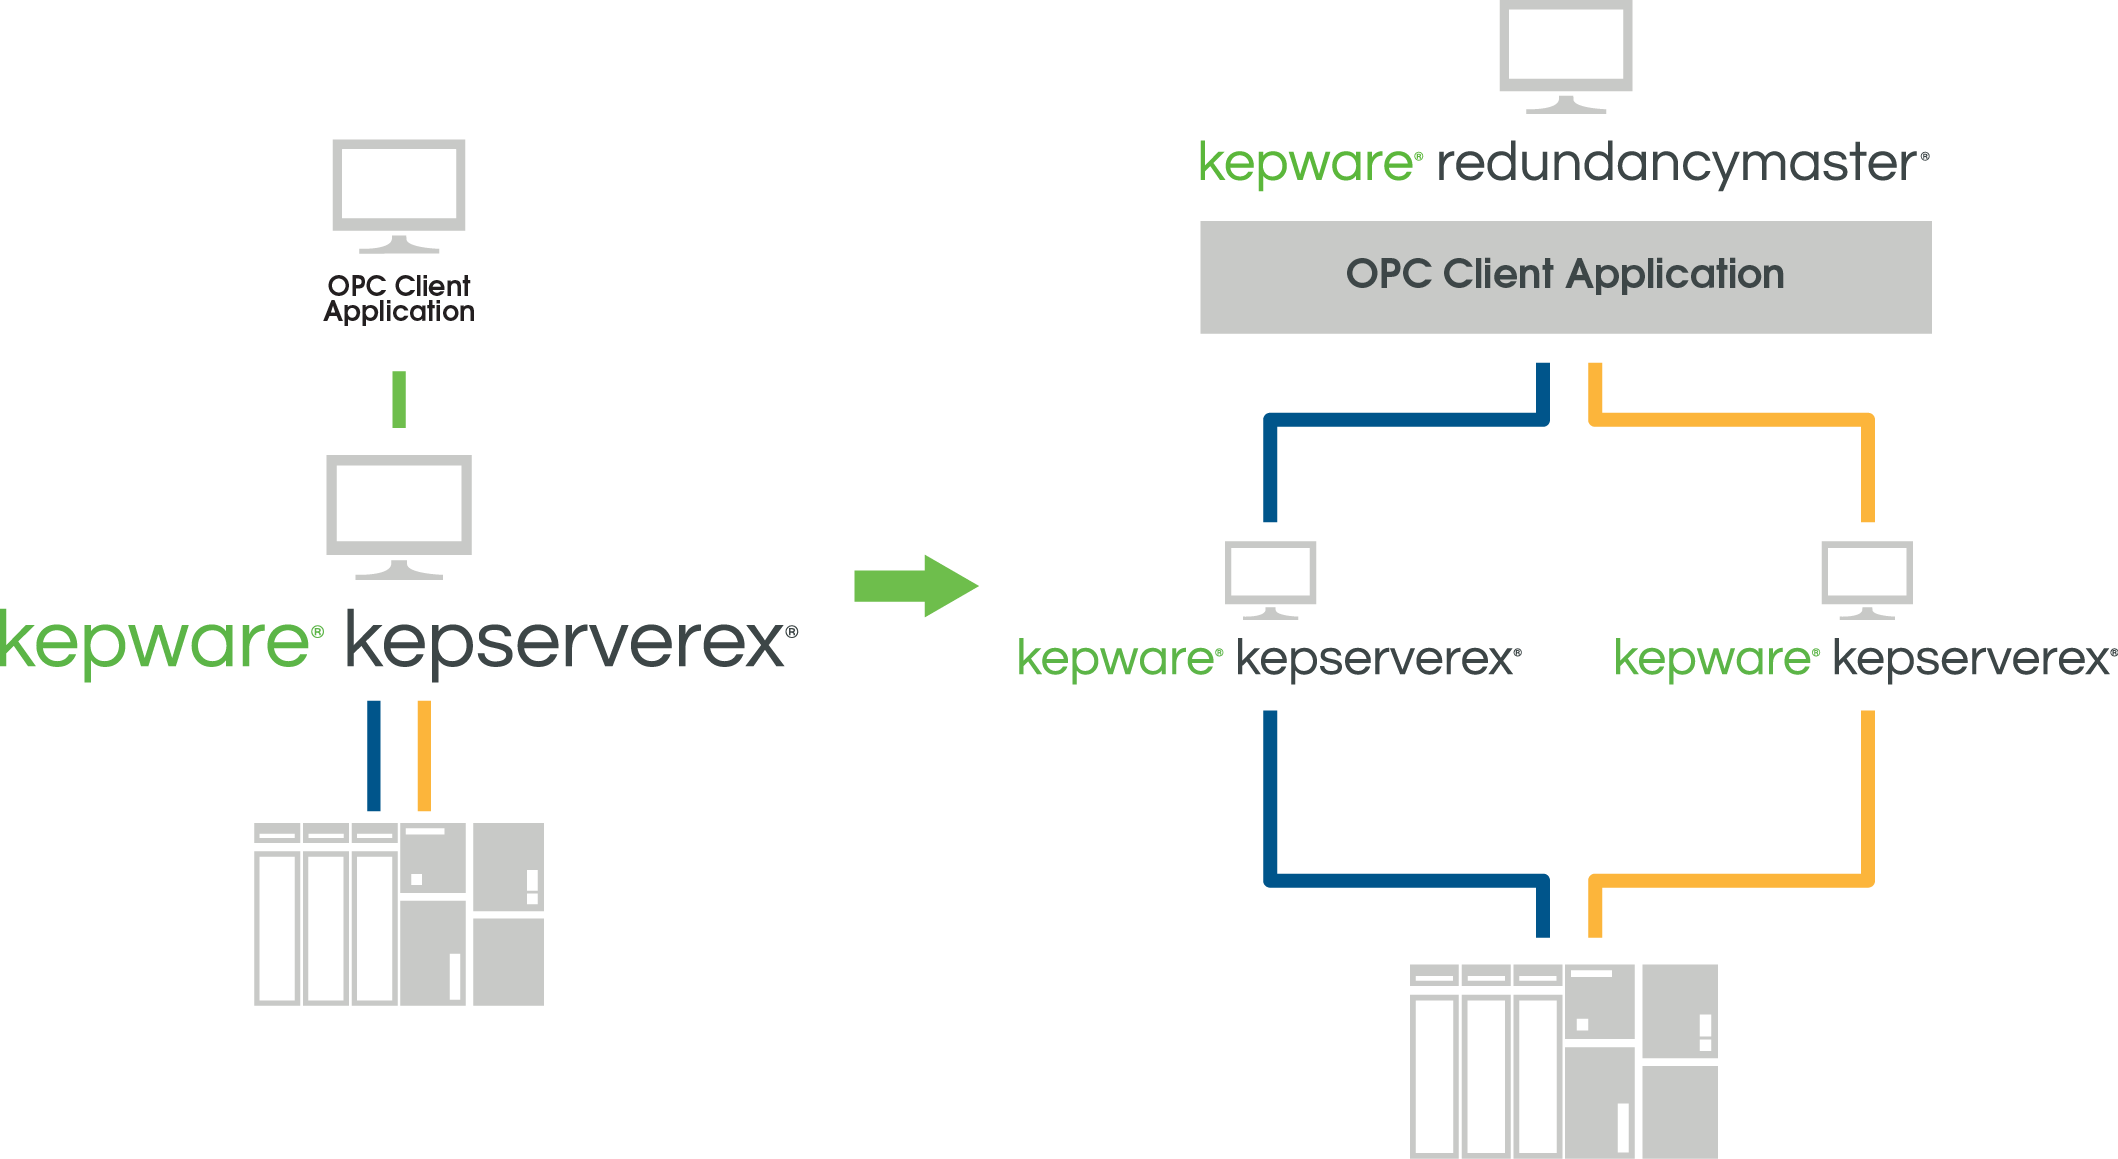 OPC Client
Application
kepware® kepserverex®
kepware® redundancymaster®
OPC Client Application
kepware® kepserverex®
kepware® kepserverex®